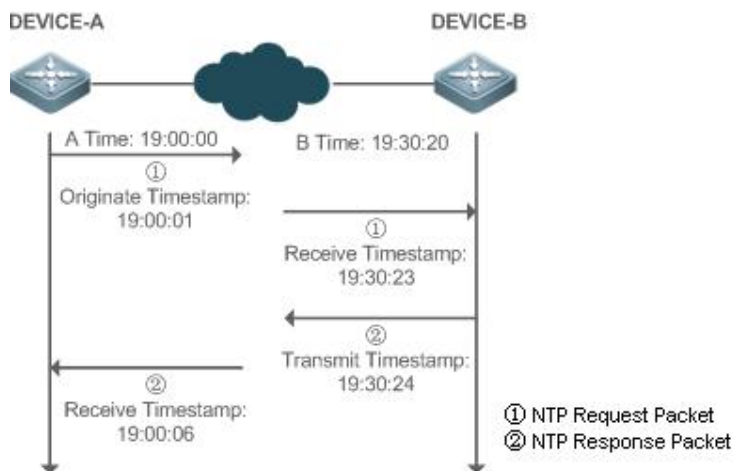 DEVICE-A
DEVICE-B
A Time: 19:00:00
B Time: 19:30:20
①
Originate Timestamp:
19:00:01
①
Receive Timestamp:
19:30:23
②
Transmit Timestamp:
19:30:24
②
Receive Timestamp:
19:00:06
① NTP Request Packet
② NTP Response Packet